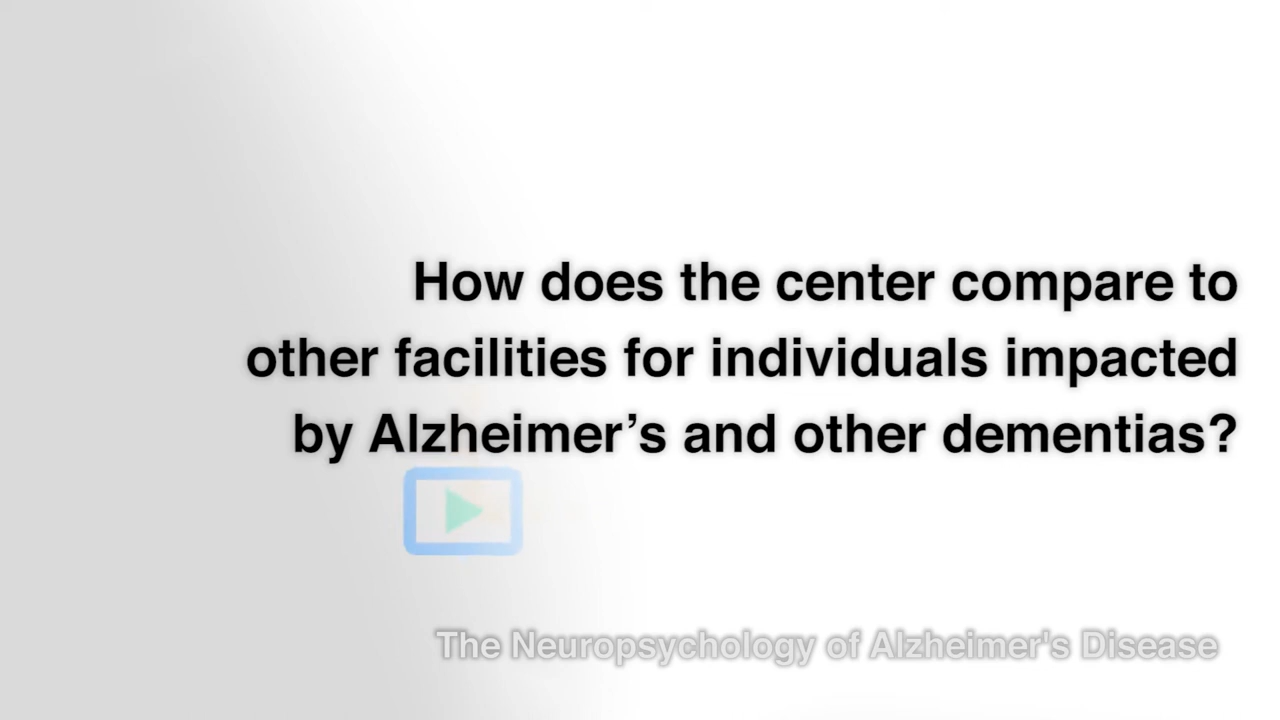 How does the center compare to
other facilities for individuals impacted
by Alzheimer’s and other dementias?
The Neuropsychology of Alzheimer's Disease